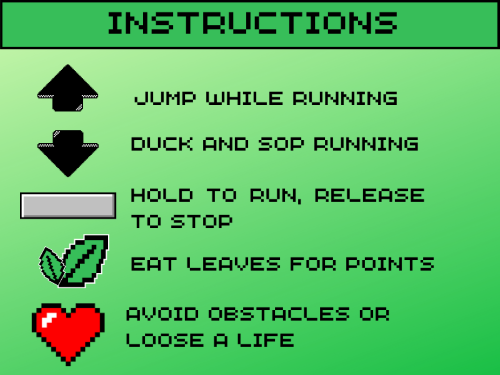 INSTRUCTIONS
JUMP WHILE RUNNING
DUCK AND SOP RUNNING
HOLD TO RUN, RELEASE
TO STOP
EAT LEAVES FOR POINTS
AVOID OBSTACLES OR
LOOSE A LIFE